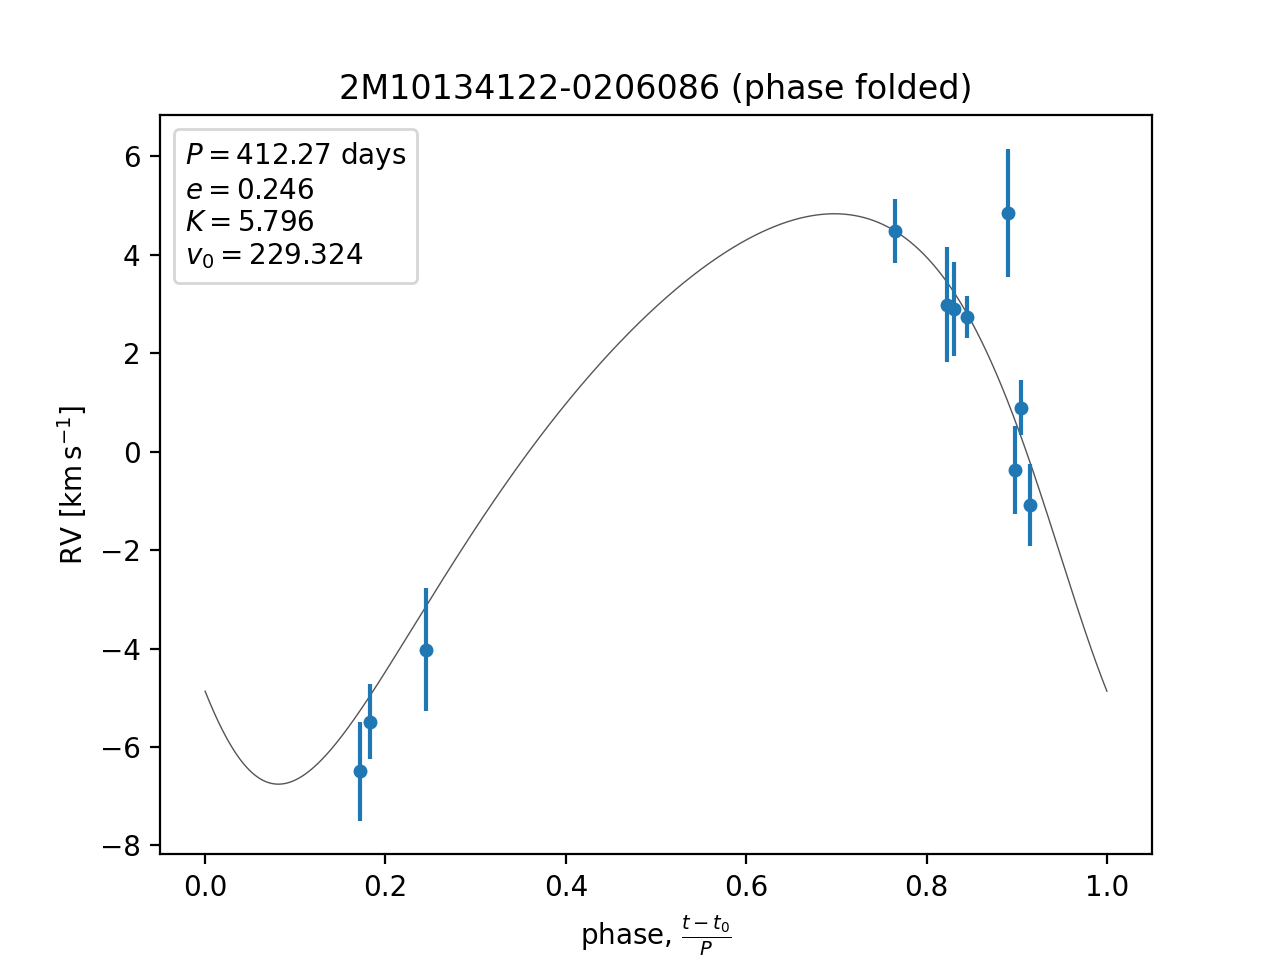 2M10134122-0206086 (phase folded)
P = 412.27 days
e = 0.246
K = 5.796
v₀ = 229.324
6
4
2
0
−2
−4
−6
−8
RV [km s⁻¹]
0.0 0.2 0.4 0.6 0.8 1.0
phase, (t − t₀)/P